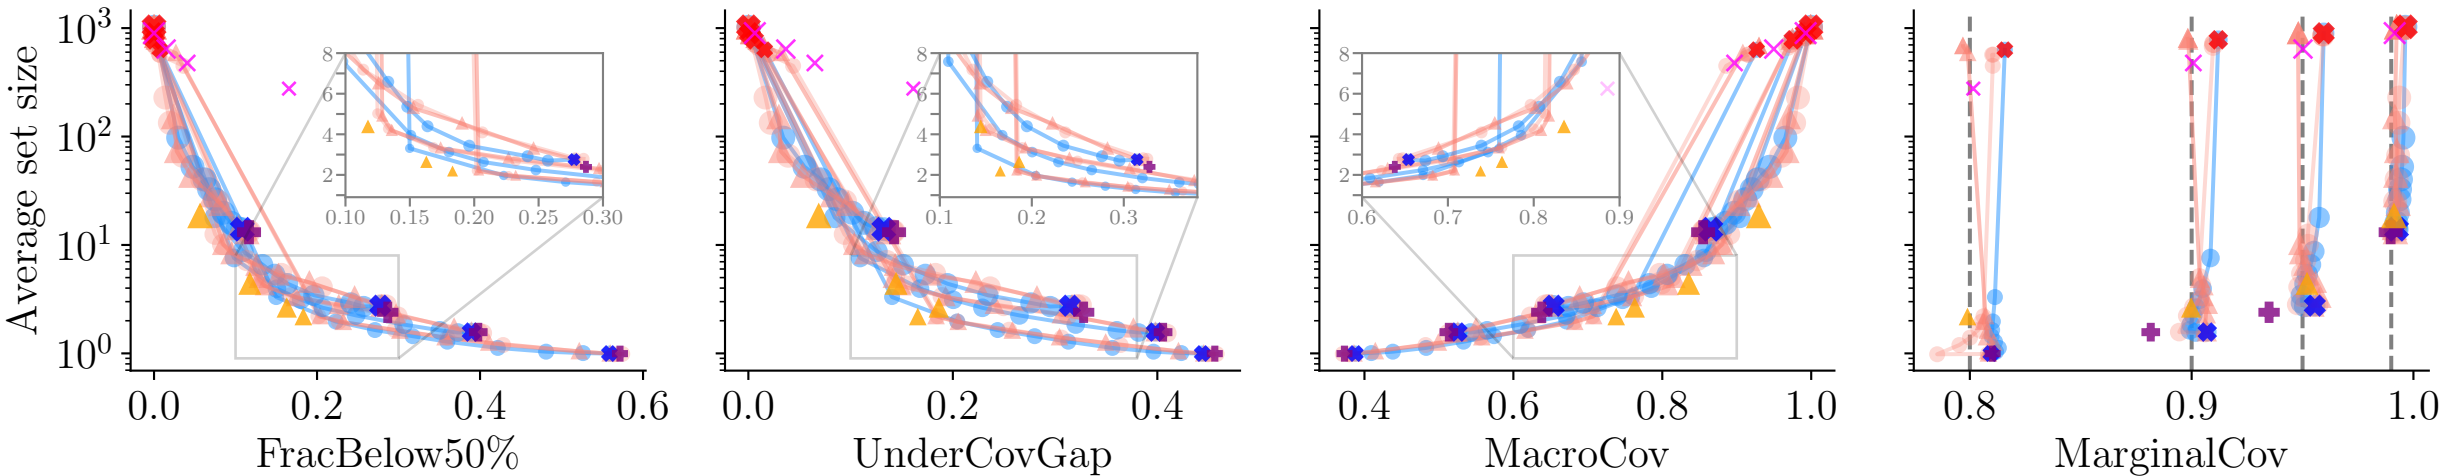 Average set size
10³
10²
10¹
10⁰
8
6
4
2
0.10 0.15 0.20 0.25 0.30
0.0 0.2 0.4 0.6
FracBelow50%
8
6
4
2
0.1 0.2 0.3
0.0 0.2 0.4
UnderCovGap
8
6
4
2
0.6 0.7 0.8 0.9
0.4 0.6 0.8 1.0
MacroCov
0.8 0.9 1.0
MarginalCov